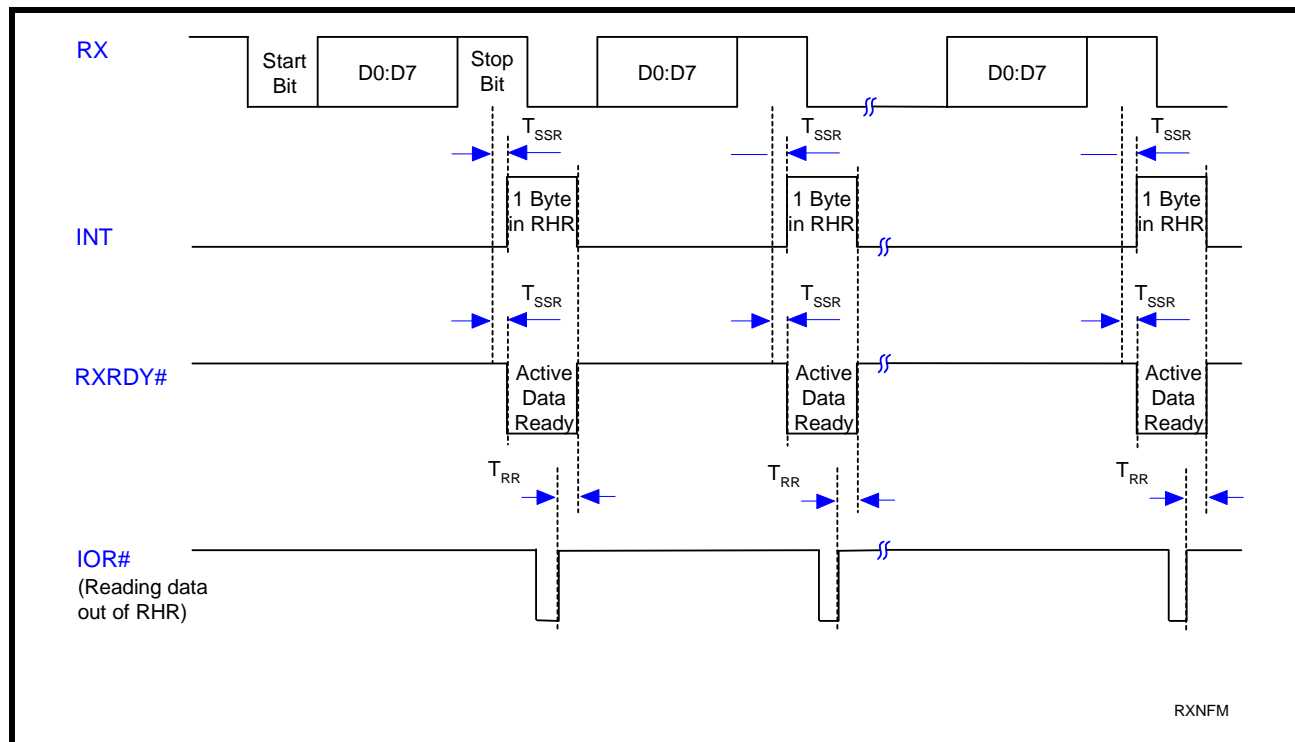 RX
Start
Bit
D0:D7
Stop
Bit
D0:D7
D0:D7
TSSR
TSSR
TSSR
INT
1 Byte
in RHR
1 Byte
in RHR
1 Byte
in RHR
TSSR
TSSR
TSSR
RXRDY#
Active
Data
Ready
Active
Data
Ready
Active
Data
Ready
TRR
TRR
TRR
IOR#
(Reading data
out of RHR)
RXNFM